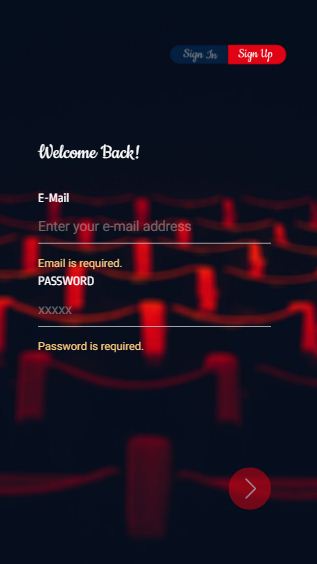 Sign In Sign Up
Welcome Back!
E-Mail
Enter your e-mail address
Email is required.
PASSWORD
xxxxx
Password is required.